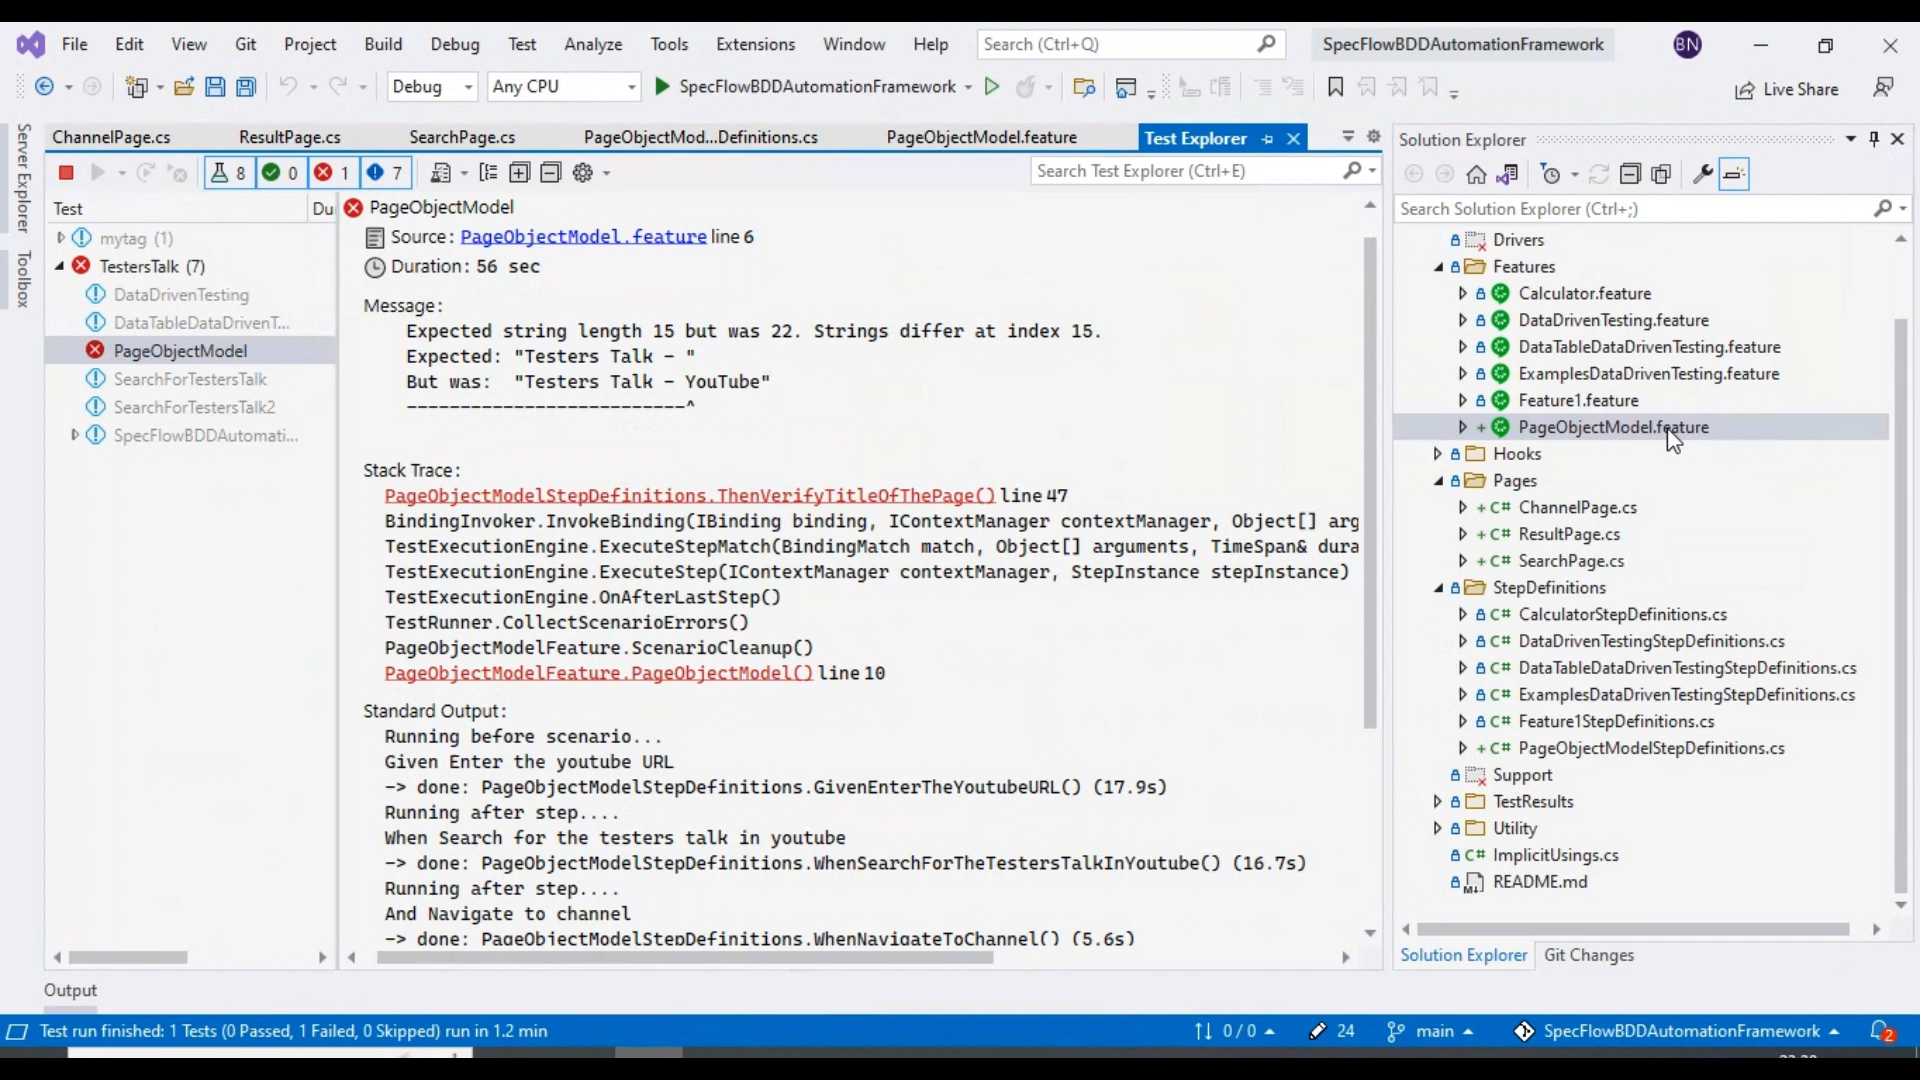 File Edit View Git Project Build Debug Test Analyze Tools Extensions Window Help Search (Ctrl+Q) SpecFlowBDDAutomationFramework BN
Debug Any CPU SpecFlowBDDAutomationFramework Live Share
Server Explorer
Toolbox
ChannelPage.cs ResultPage.cs SearchPage.cs PageObjectMod...Definitions.cs PageObjectModel.feature Test Explorer
8 0 1 7 Search Test Explorer (Ctrl+E)
Test Du
mytag (1)
TestersTalk (7)
DataDrivenTesting
DataTableDataDrivenT...
PageObjectModel
SearchForTestersTalk
SearchForTestersTalk2
SpecFlowBDDAutomati...
PageObjectModel
Source: PageObjectModel.feature line 6
Duration: 56 sec
Message:
Expected string length 15 but was 22. Strings differ at index 15.
Expected: "Testers Talk - "
But was:  "Testers Talk - YouTube"
--------------------------^
Stack Trace:
PageObjectModelStepDefinitions.ThenVerifyTitleOfThePage() line 47
BindingInvoker.InvokeBinding(IBinding binding, IContextManager contextManager, Object[] arg
TestExecutionEngine.ExecuteStepMatch(BindingMatch match, Object[] arguments, TimeSpan& dura
TestExecutionEngine.ExecuteStep(IContextManager contextManager, StepInstance stepInstance)
TestExecutionEngine.OnAfterLastStep()
TestRunner.CollectScenarioErrors()
PageObjectModelFeature.ScenarioCleanup()
PageObjectModelFeature.PageObjectModel() line 10
Standard Output:
Running before scenario...
Given Enter the youtube URL
-> done: PageObjectModelStepDefinitions.GivenEnterTheYoutubeURL() (17.9s)
Running after step....
When Search for the testers talk in youtube
-> done: PageObjectModelStepDefinitions.WhenSearchForTheTestersTalkInYoutube() (16.7s)
Running after step....
And Navigate to channel
-> done: PageObjectModelStepDefinitions.WhenNavigateToChannel() (5.6s)
Solution Explorer
Search Solution Explorer (Ctrl+;)
Drivers
Features
Calculator.feature
DataDrivenTesting.feature
DataTableDataDrivenTesting.feature
ExamplesDataDrivenTesting.feature
Feature1.feature
PageObjectModel.feature
Hooks
Pages
C# ChannelPage.cs
C# ResultPage.cs
C# SearchPage.cs
StepDefinitions
C# CalculatorStepDefinitions.cs
C# DataDrivenTestingStepDefinitions.cs
C# DataTableDataDrivenTestingStepDefinitions.cs
C# ExamplesDataDrivenTestingStepDefinitions.cs
C# Feature1StepDefinitions.cs
C# PageObjectModelStepDefinitions.cs
Support
TestResults
Utility
C# ImplicitUsings.cs
README.md
Solution Explorer Git Changes
Output
Test run finished: 1 Tests (0 Passed, 1 Failed, 0 Skipped) run in 1.2 min 0 / 0 24 main SpecFlowBDDAutomationFramework 2